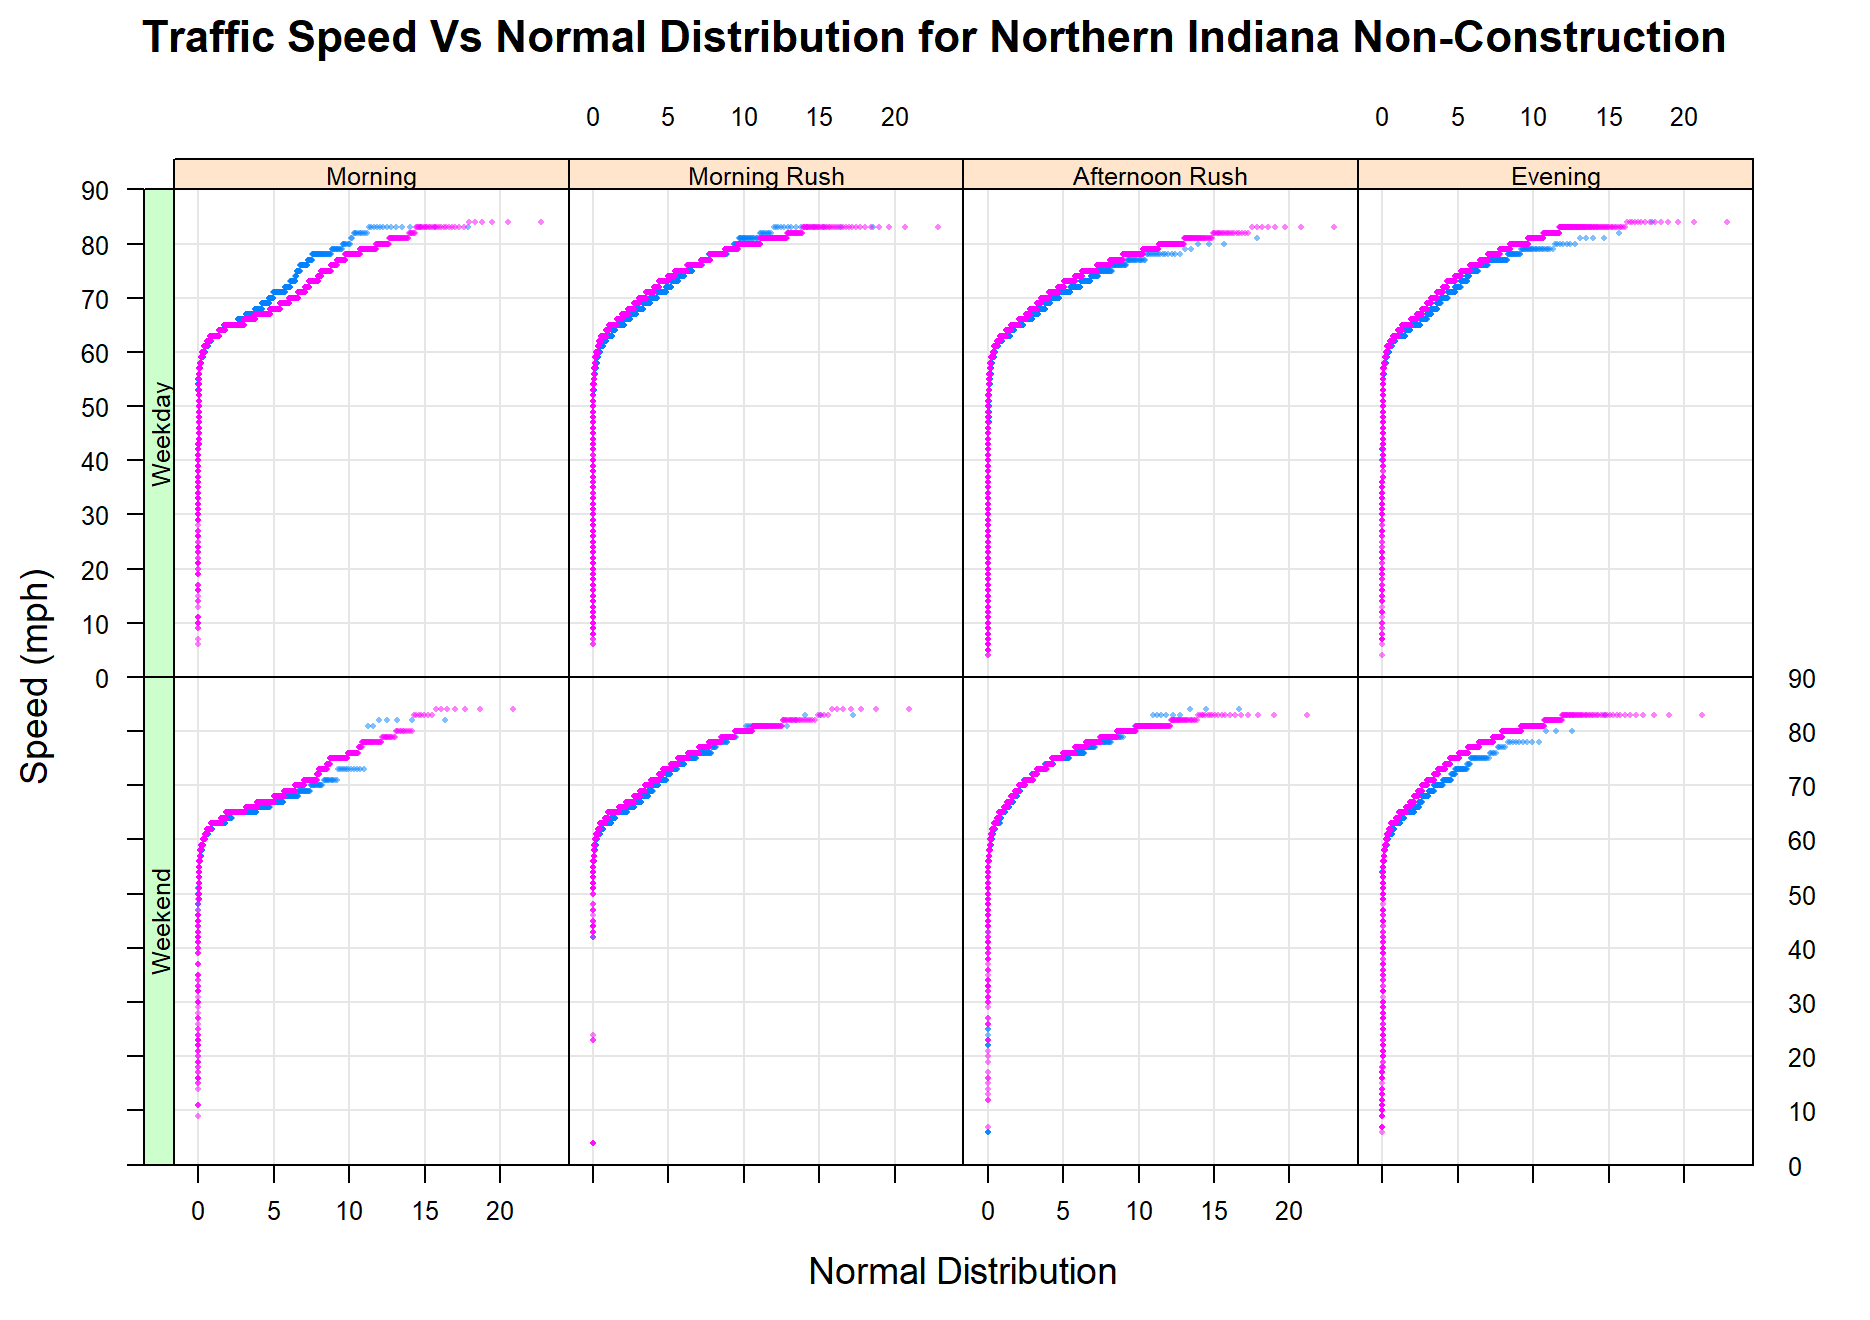 Traffic Speed Vs Normal Distribution for Northern Indiana Non-Construction
0 5 10 15 20 0 5 10 15 20
Morning Morning Rush Afternoon Rush Evening
90
80
70
60
50
40
30
20
10
0
Weekday
Speed (mph)
Weekend
90
80
70
60
50
40
30
20
10
0
0 5 10 15 20 0 5 10 15 20
Normal Distribution